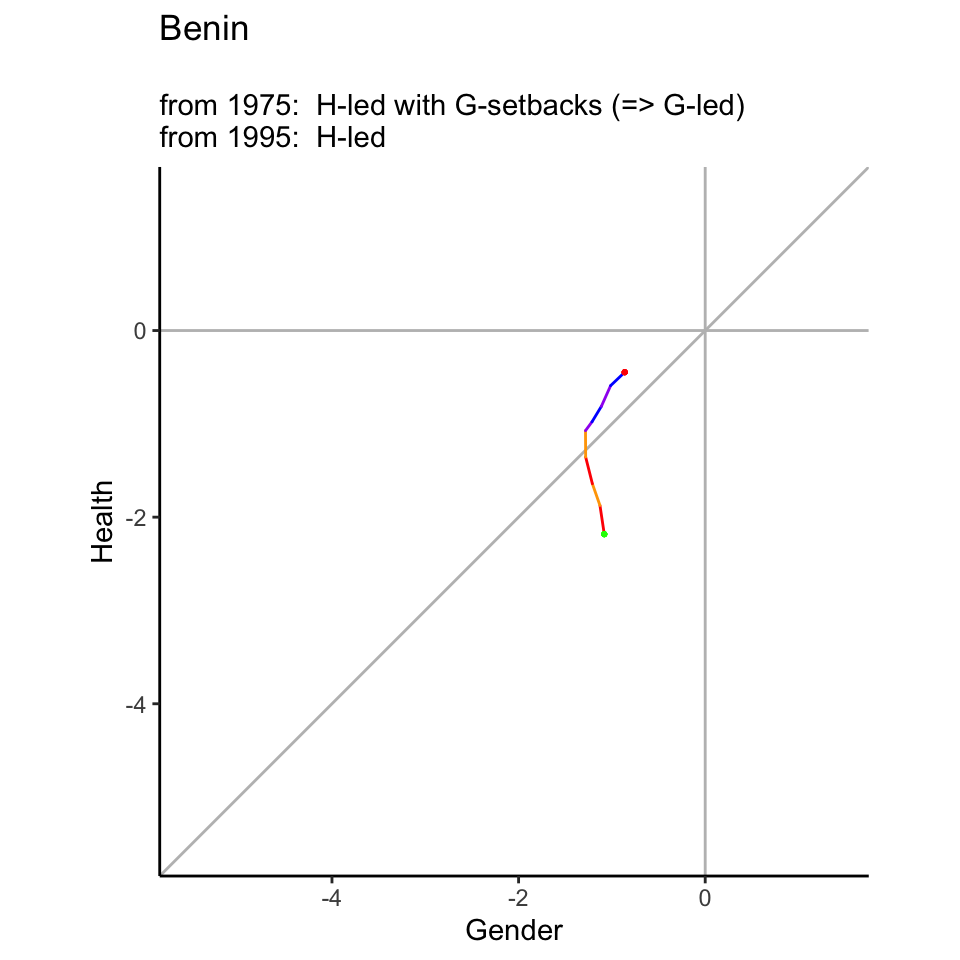 Benin
from 1975:  H-led with G-setbacks (=> G-led)
from 1995:  H-led
0
-2
-4
Health
-4
-2
0
Gender